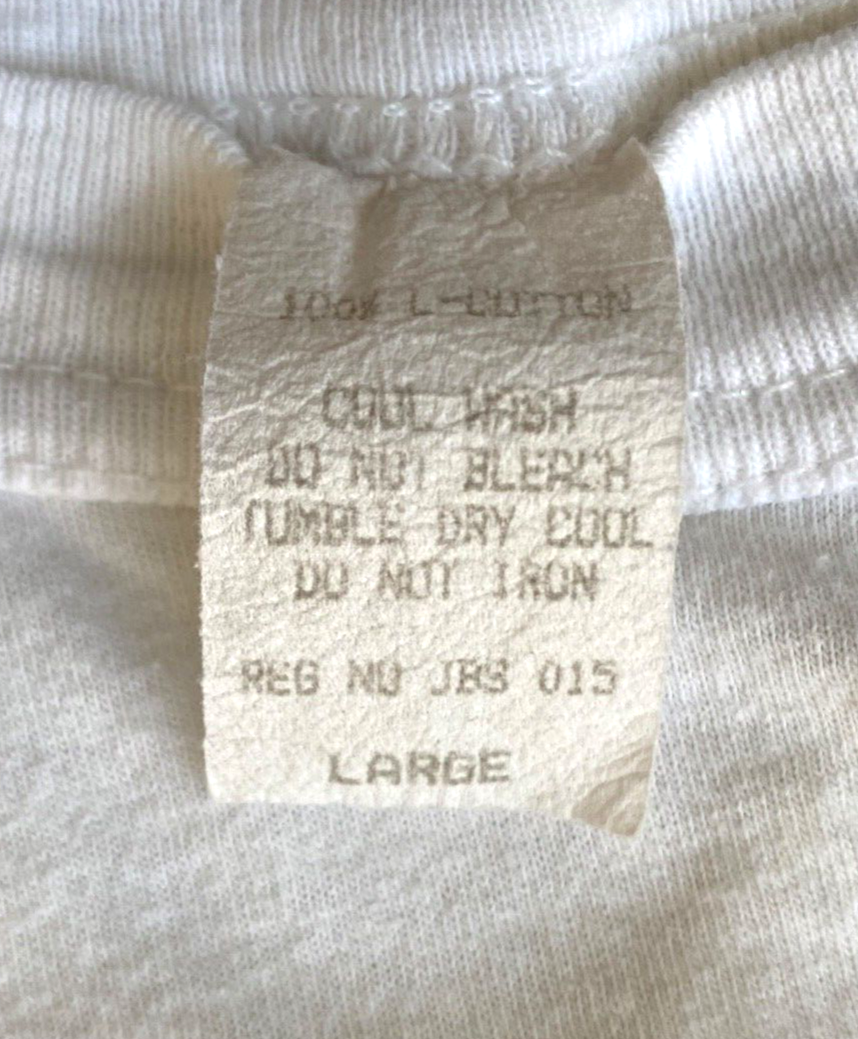 100% L-COTTON
COOL WASH
DO NOT BLEACH
TUMBLE DRY COOL
DO NOT IRON
REG NO JBS 015
LARGE